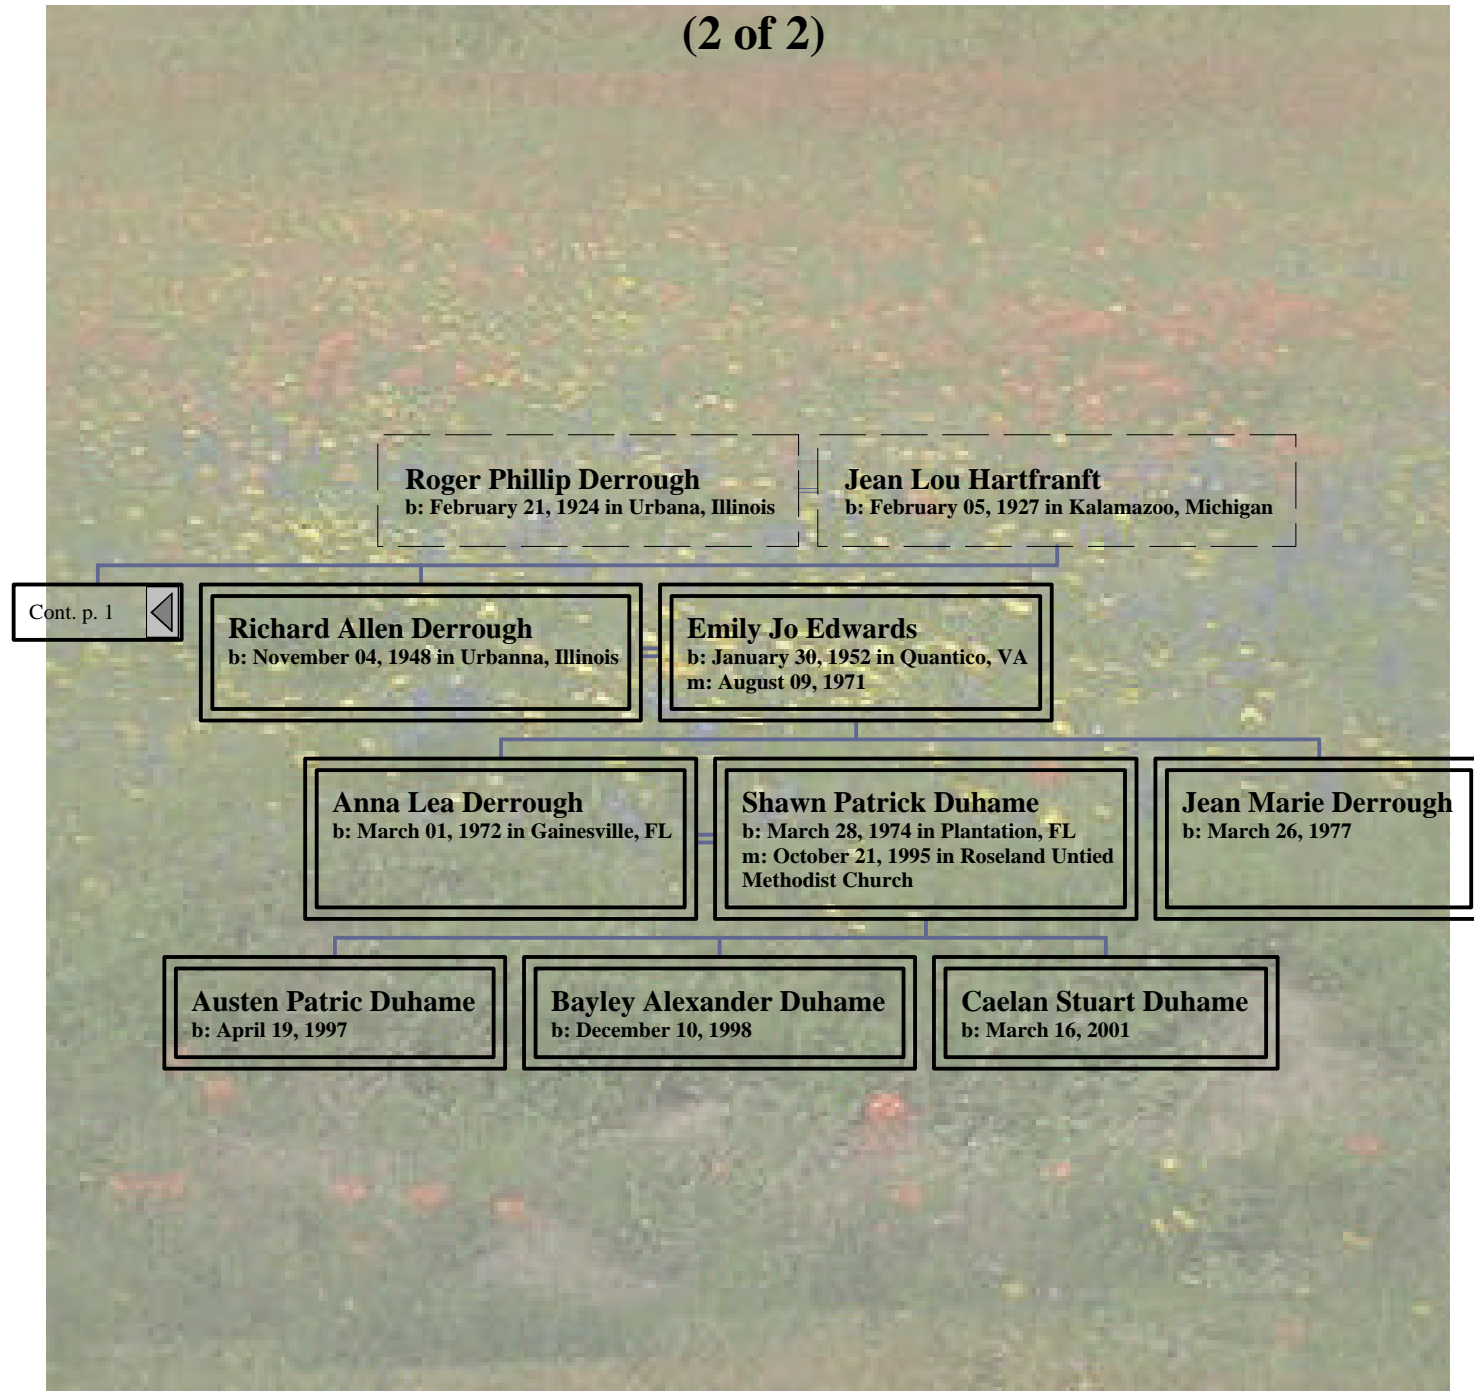 (2 of 2)
Roger Phillip Derrough
b: February 21, 1924 in Urbana, Illinois
Jean Lou Hartfranft
b: February 05, 1927 in Kalamazoo, Michigan
Cont. p. 1
Richard Allen Derrough
b: November 04, 1948 in Urbanna, Illinois
Emily Jo Edwards
b: January 30, 1952 in Quantico, VA
m: August 09, 1971
Anna Lea Derrough
b: March 01, 1972 in Gainesville, FL
Shawn Patrick Duhame
b: March 28, 1974 in Plantation, FL
m: October 21, 1995 in Roseland Untied
Methodist Church
Jean Marie Derrough
b: March 26, 1977
Austen Patric Duhame
b: April 19, 1997
Bayley Alexander Duhame
b: December 10, 1998
Caelan Stuart Duhame
b: March 16, 2001